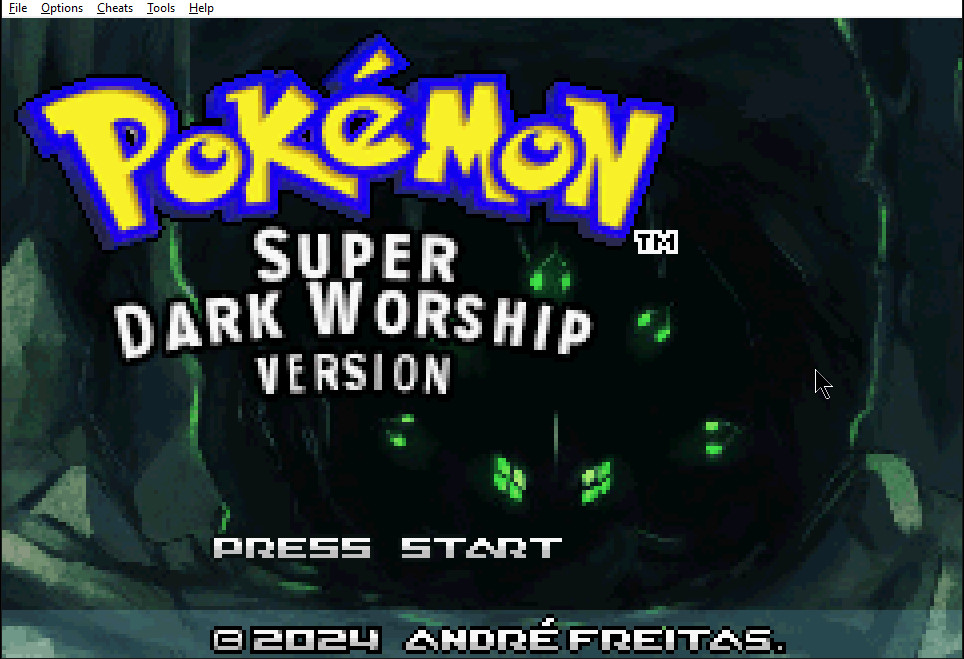 File Options Cheats Tools Help
POKéMON
TM
SUPER
DARK WORSHIP
VERSION
PRESS START
© 2024 ANDRÉ FREITAS.